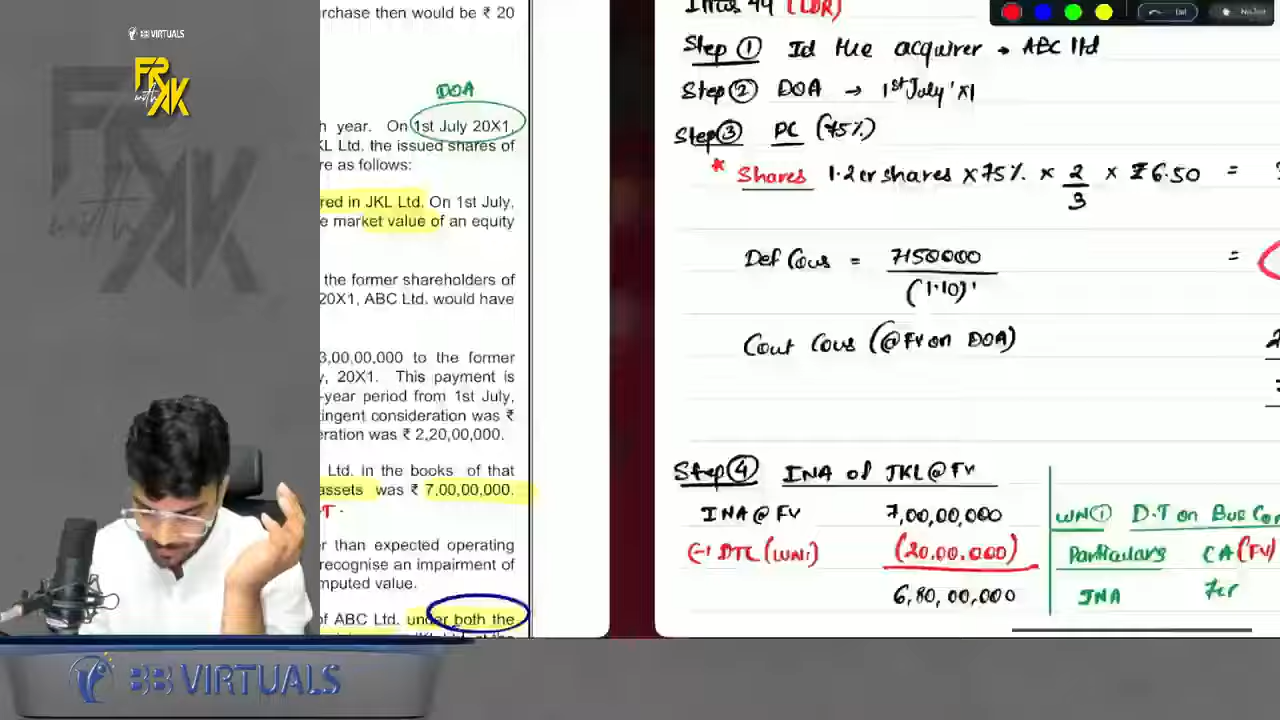 BB VIRTUALS
FR
with
AK
urchase then would be ₹ 20
DOA
h year. On 1st July 20X1,
KL Ltd. the issued shares of
re as follows:
red in JKL Ltd. On 1st July,
e market value of an equity
the former shareholders of
20X1, ABC Ltd. would have
3,00,00,000 to the former
y, 20X1. This payment is
-year period from 1st July,
tingent consideration was ₹
eration was ₹ 2,20,00,000.
Ltd. in the books of that
assets was ₹ 7,00,00,000.
r than expected operating
recognise an impairment of
mputed value.
of ABC Ltd. under both the
Step ① Id the acquirer → ABC ltd
Step ② DOA → 1st July'X1
Step ③ PC (75%)
* Shares 1.2 cr shares × 75% × 2/3 × ₹6.50 =
Def Cons = 7150000 / (1.10)¹ =
Cont Cons (@Fv on DOA)
Step ④ INA of JKL @ Fv
INA @ FV 7,00,00,000
(-) DTL (WN1) (20,00,000)
6,80,00,000
WN① D.T on Bus Com
Particulars CA (FV)
INA 7cr
BB VIRTUALS